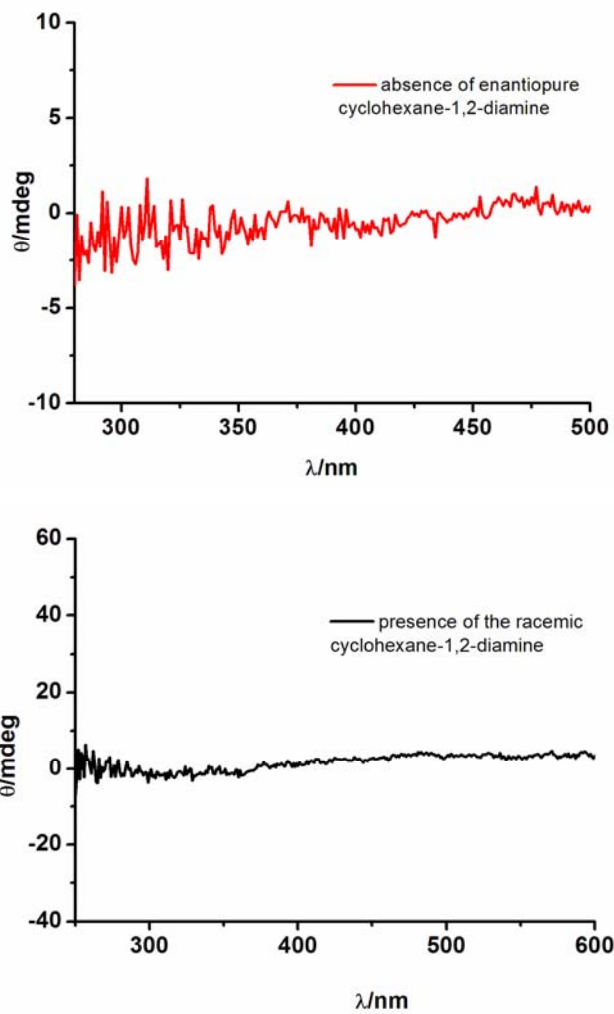 10
5
0
-5
-10
θ/mdeg
absence of enantiopure
cyclohexane-1,2-diamine
300 350 400 450 500
λ/nm
60
40
20
0
-20
-40
θ/mdeg
presence of the racemic
cyclohexane-1,2-diamine
300 400 500 600
λ/nm